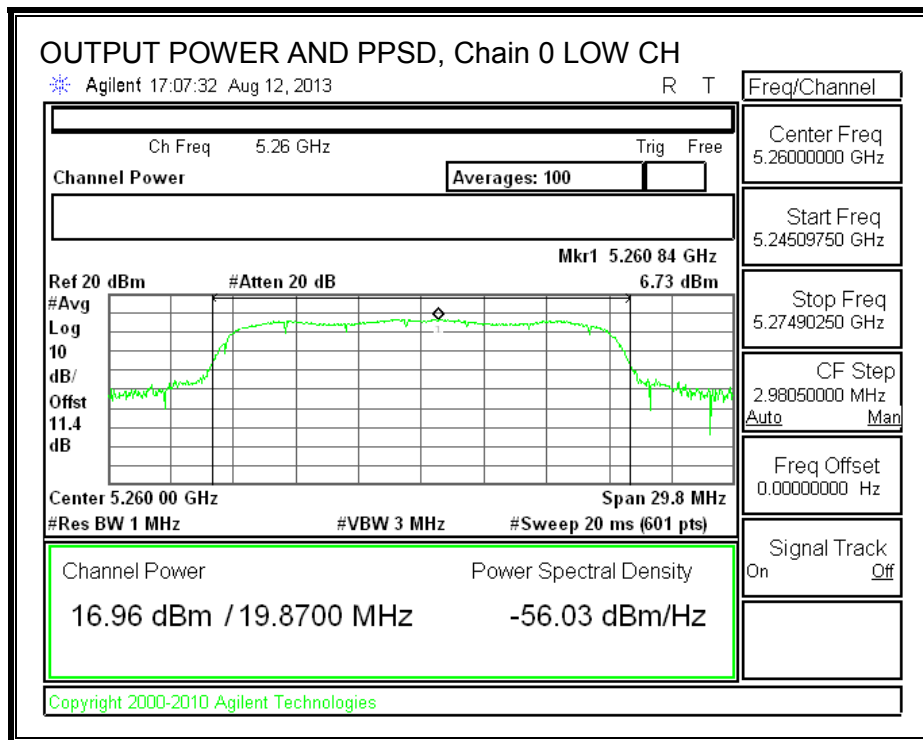 OUTPUT POWER AND PPSD, Chain 0 LOW CH
Agilent 17:07:32 Aug 12, 2013 R T
Freq/Channel
Ch Freq 5.26 GHz Trig Free
Channel Power Averages: 100
Center Freq
5.26000000 GHz
Start Freq
5.24509750 GHz
Mkr1 5.260 84 GHz
Ref 20 dBm #Atten 20 dB 6.73 dBm
Stop Freq
5.27490250 GHz
#Avg
Log
10
dB/
Offst
11.4
dB
1
CF Step
2.98050000 MHz
Auto Man
Freq Offset
0.00000000 Hz
Center 5.260 00 GHz Span 29.8 MHz
#Res BW 1 MHz #VBW 3 MHz #Sweep 20 ms (601 pts)
Signal Track
On Off
Channel Power Power Spectral Density
16.96 dBm / 19.8700 MHz -56.03 dBm/Hz
Copyright 2000-2010 Agilent Technologies